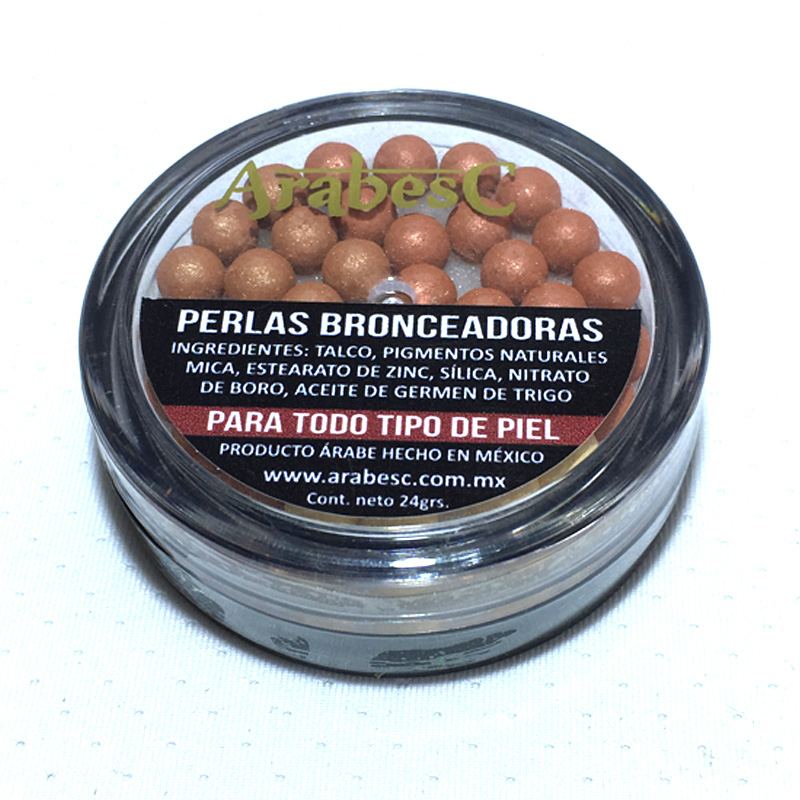 ArabesC
PERLAS BRONCEADORAS
INGREDIENTES: TALCO, PIGMENTOS NATURALES
MICA, ESTEARATO DE ZINC, SÍLICA, NITRATO
DE BORO, ACEITE DE GERMEN DE TRIGO
PARA TODO TIPO DE PIEL
PRODUCTO ÁRABE HECHO EN MÉXICO
www.arabesc.com.mx
Cont. neto 24grs.